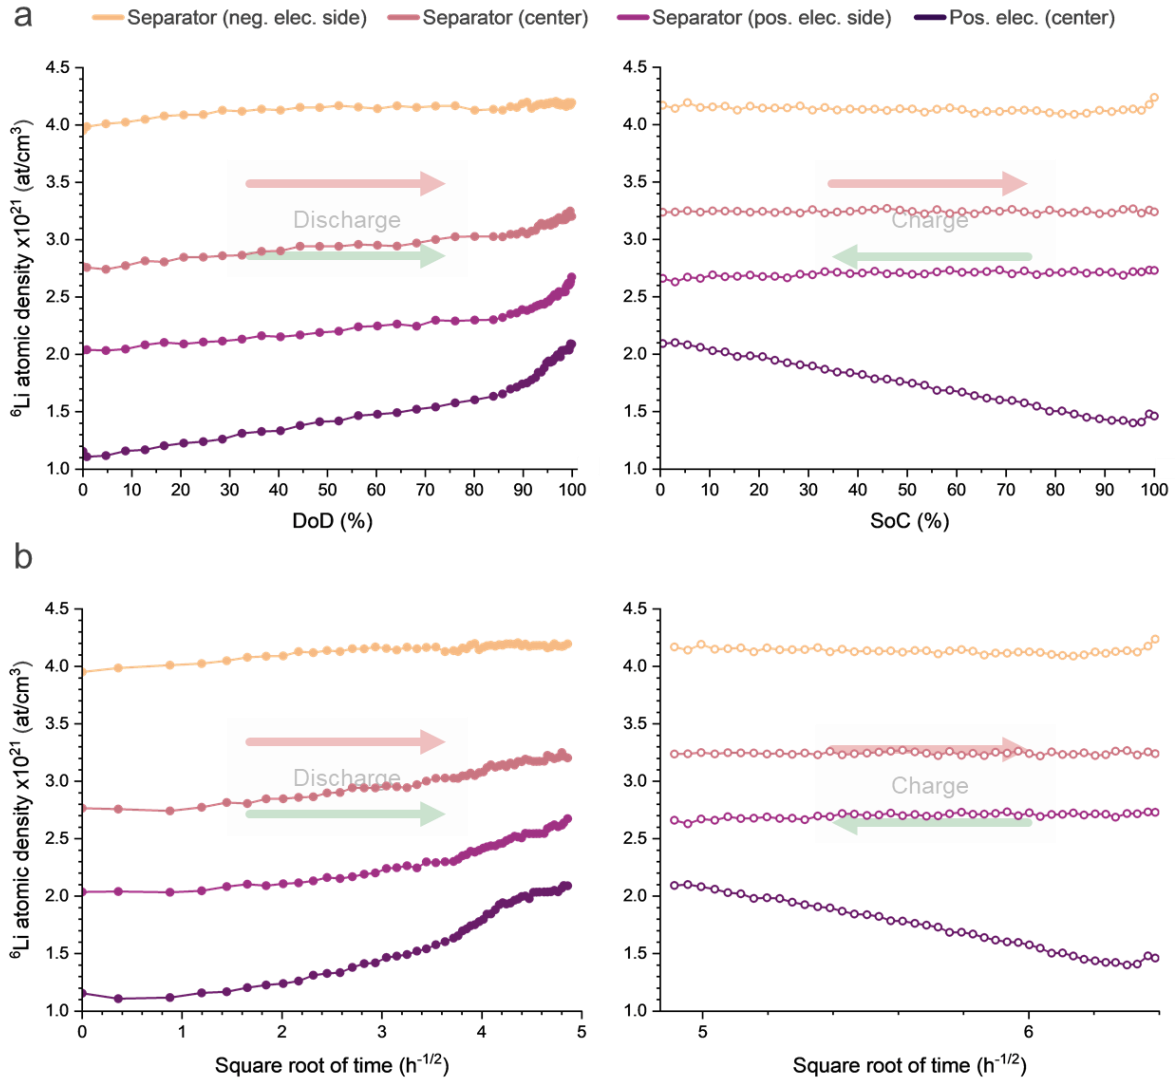 a
Separator (neg. elec. side) Separator (center) Separator (pos. elec. side) Pos. elec. (center)
⁶Li atomic density x10²¹ (at/cm³)
4.5
4.0
3.5
3.0
2.5
2.0
1.5
1.0
Discharge
0 10 20 30 40 50 60 70 80 90 100
DoD (%)
4.5
4.0
3.5
3.0
2.5
2.0
1.5
1.0
Charge
0 10 20 30 40 50 60 70 80 90 100
SoC (%)
b
⁶Li atomic density x10²¹ (at/cm³)
4.5
4.0
3.5
3.0
2.5
2.0
1.5
1.0
Discharge
0 1 2 3 4 5
Square root of time (h⁻¹/²)
4.5
4.0
3.5
3.0
2.5
2.0
1.5
1.0
Charge
5 6
Square root of time (h⁻¹/²)